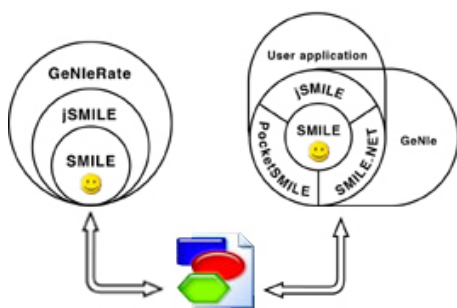 GeNIeRate
jSMILE
SMILE
User application
jSMILE
SMILE
PocketSMILE
SMILE.NET
GeNIe